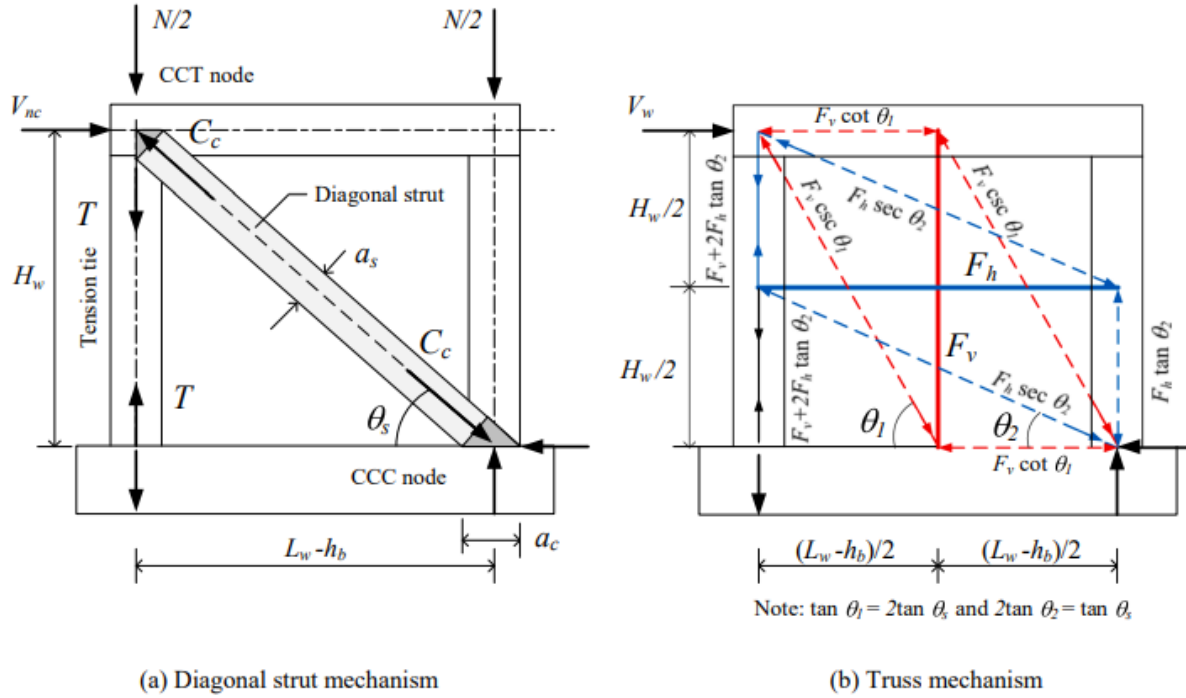 N/2
N/2
CCT node
V_nc
C_c
Diagonal strut
T
a_s
H_w
Tension tie
C_c
T
θ_s
CCC node
L_w-h_b
a_c
(a) Diagonal strut mechanism
V_w
F_v cot θ_1
H_w/2
F_v+2F_h tan θ_2
F_v csc θ_1
F_h sec θ_2
F_v csc θ_1
F_h
H_w/2
F_v+2F_h tan θ_2
F_v
F_h sec θ_2
F_h tan θ_2
θ_1
θ_2
F_v cot θ_1
(L_w-h_b)/2
(L_w-h_b)/2
Note: tan θ_1 = 2tan θ_s and 2tan θ_2 = tan θ_s
(b) Truss mechanism